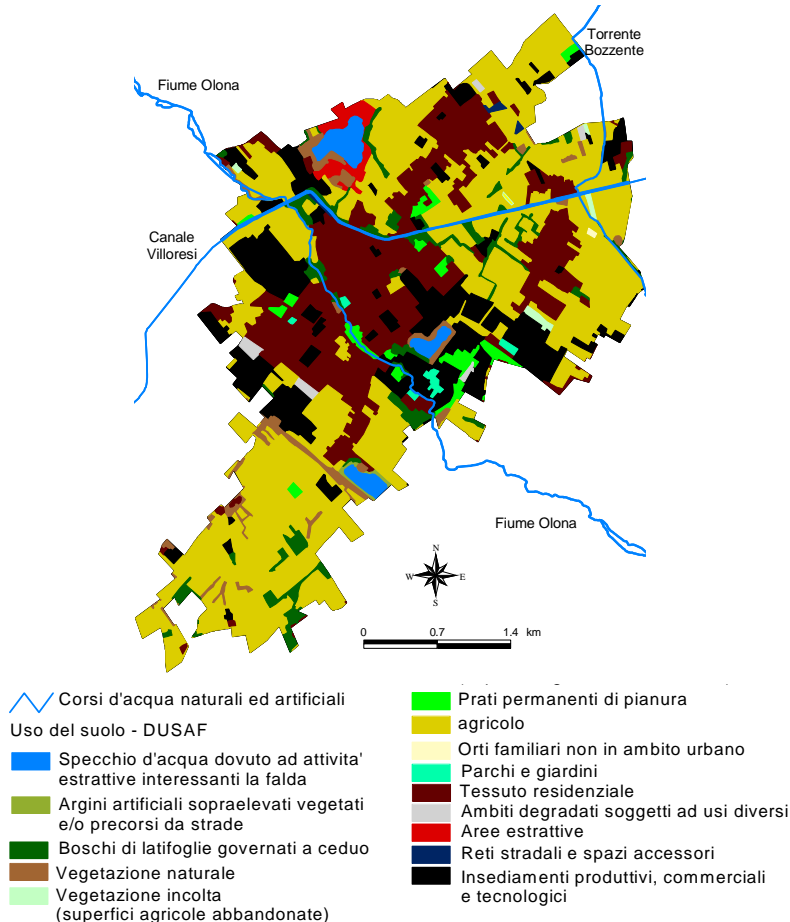 Torrente
Bozzente
Fiume Olona
Canale
Villoresi
Fiume Olona
N
W
E
S
0
0.7
1.4 km
Corsi d'acqua naturali ed artificiali
Uso del suolo - DUSAF
Specchio d'acqua dovuto ad attivita'
estrattive interessanti la falda
Argini artificiali sopraelevati vegetati
e/o precorsi da strade
Boschi di latifoglie governati a ceduo
Vegetazione naturale
Vegetazione incolta
(superfici agricole abbandonate)
Prati permanenti di pianura
agricolo
Orti familiari non in ambito urbano
Parchi e giardini
Tessuto residenziale
Ambiti degradati soggetti ad usi diversi
Aree estrattive
Reti stradali e spazi accessori
Insediamenti produttivi, commerciali
e tecnologici